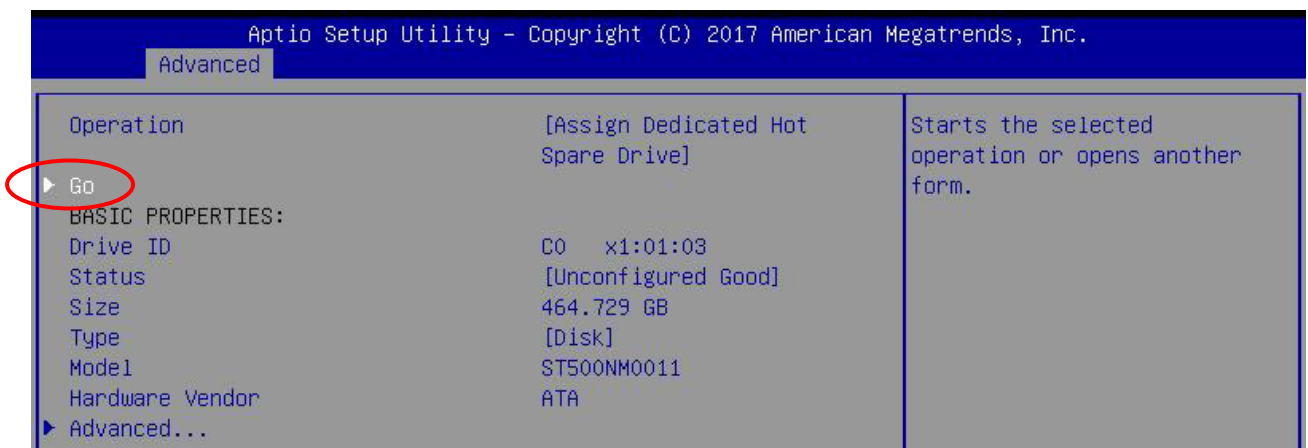 Aptio Setup Utility – Copyright (C) 2017 American Megatrends, Inc.
Advanced
Operation [Assign Dedicated Hot Starts the selected
Spare Drive] operation or opens another
Go form.
BASIC PROPERTIES:
Drive ID C0 x1:01:03
Status [Unconfigured Good]
Size 464.729 GB
Type [Disk]
Model ST500NM0011
Hardware Vendor ATA
Advanced...